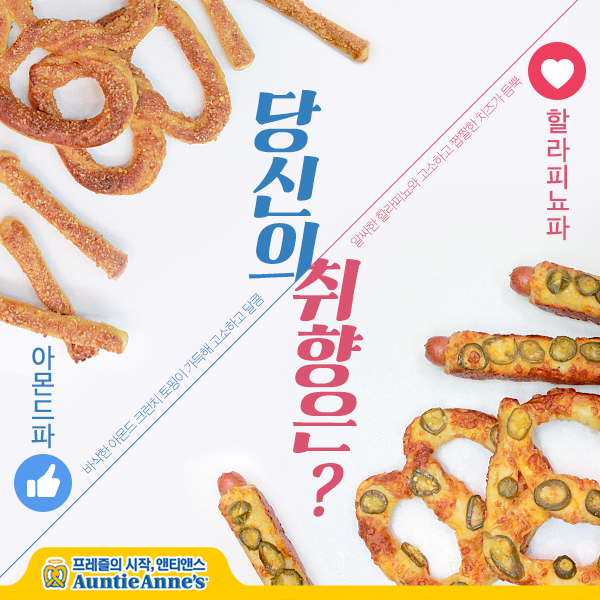 당신의
취향은?
아몬드파
바삭한 아몬드 크런치 토핑이 가득해 고소하고 달콤
할라피뇨파
알싸한 할라피뇨와 고소하고 짭짤한 치즈가 듬뿍
프레즐의 시작, 앤티앤스
AuntieAnne's®